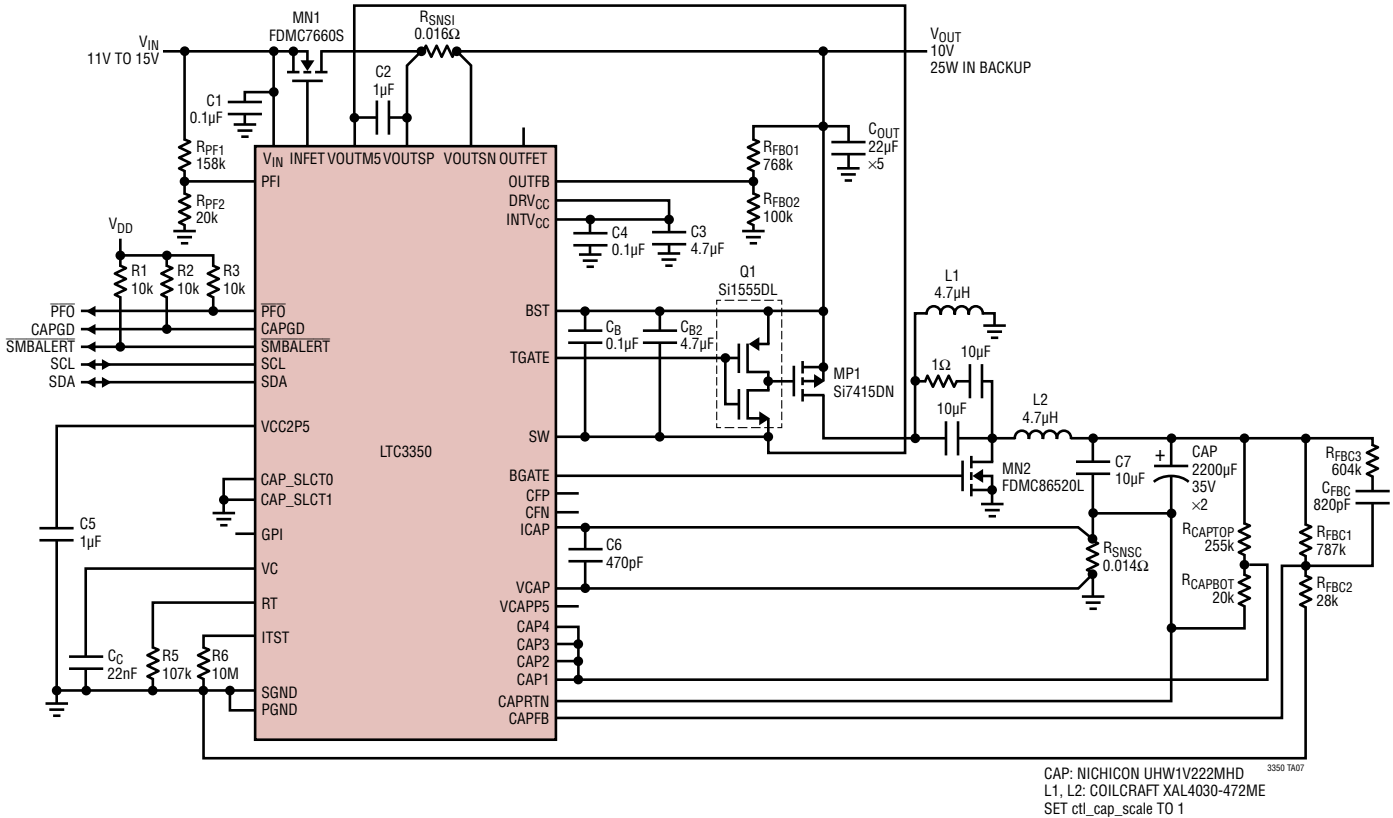 MN1
FDMC7660S
RSNSI
0.016Ω
VIN
11V TO 15V
VOUT
10V
25W IN BACKUP
C2
1µF
C1
0.1µF
RPF1
158k
RPF2
20k
VIN INFET VOUTM5 VOUTSP VOUTSN OUTFET
PFI
OUTFB
DRVCC
INTVCC
RFBO1
768k
RFBO2
100k
COUT
22µF
×5
C4
0.1µF
C3
4.7µF
VDD
R1
10k
R2
10k
R3
10k
PFO
CAPGD
SMBALERT
SCL
SDA
PFO
CAPGD
SMBALERT
SCL
SDA
BST
TGATE
SW
BGATE
CFP
CFN
ICAP
VCAP
VCAPP5
CAP4
CAP3
CAP2
CAP1
CAPRTN
CAPFB
CB
0.1µF
CB2
4.7µF
Q1
Si1555DL
MP1
Si7415DN
L1
4.7µH
1Ω
10µF
10µF
L2
4.7µH
MN2
FDMC86520L
C7
10µF
+
CAP
2200µF
35V
×2
RFBC3
604k
CFBC
820pF
RCAPTOP
255k
RCAPBOT
20k
RFBC1
787k
RFBC2
28k
RSNSC
0.014Ω
C6
470pF
LTC3350
VCC2P5
CAP_SLCT0
CAP_SLCT1
GPI
VC
RT
ITST
SGND
PGND
C5
1µF
CC
22nF
R5
107k
R6
10M
3350 TA07
CAP: NICHICON UHW1V222MHD
L1, L2: COILCRAFT XAL4030-472ME
SET ctl_cap_scale TO 1